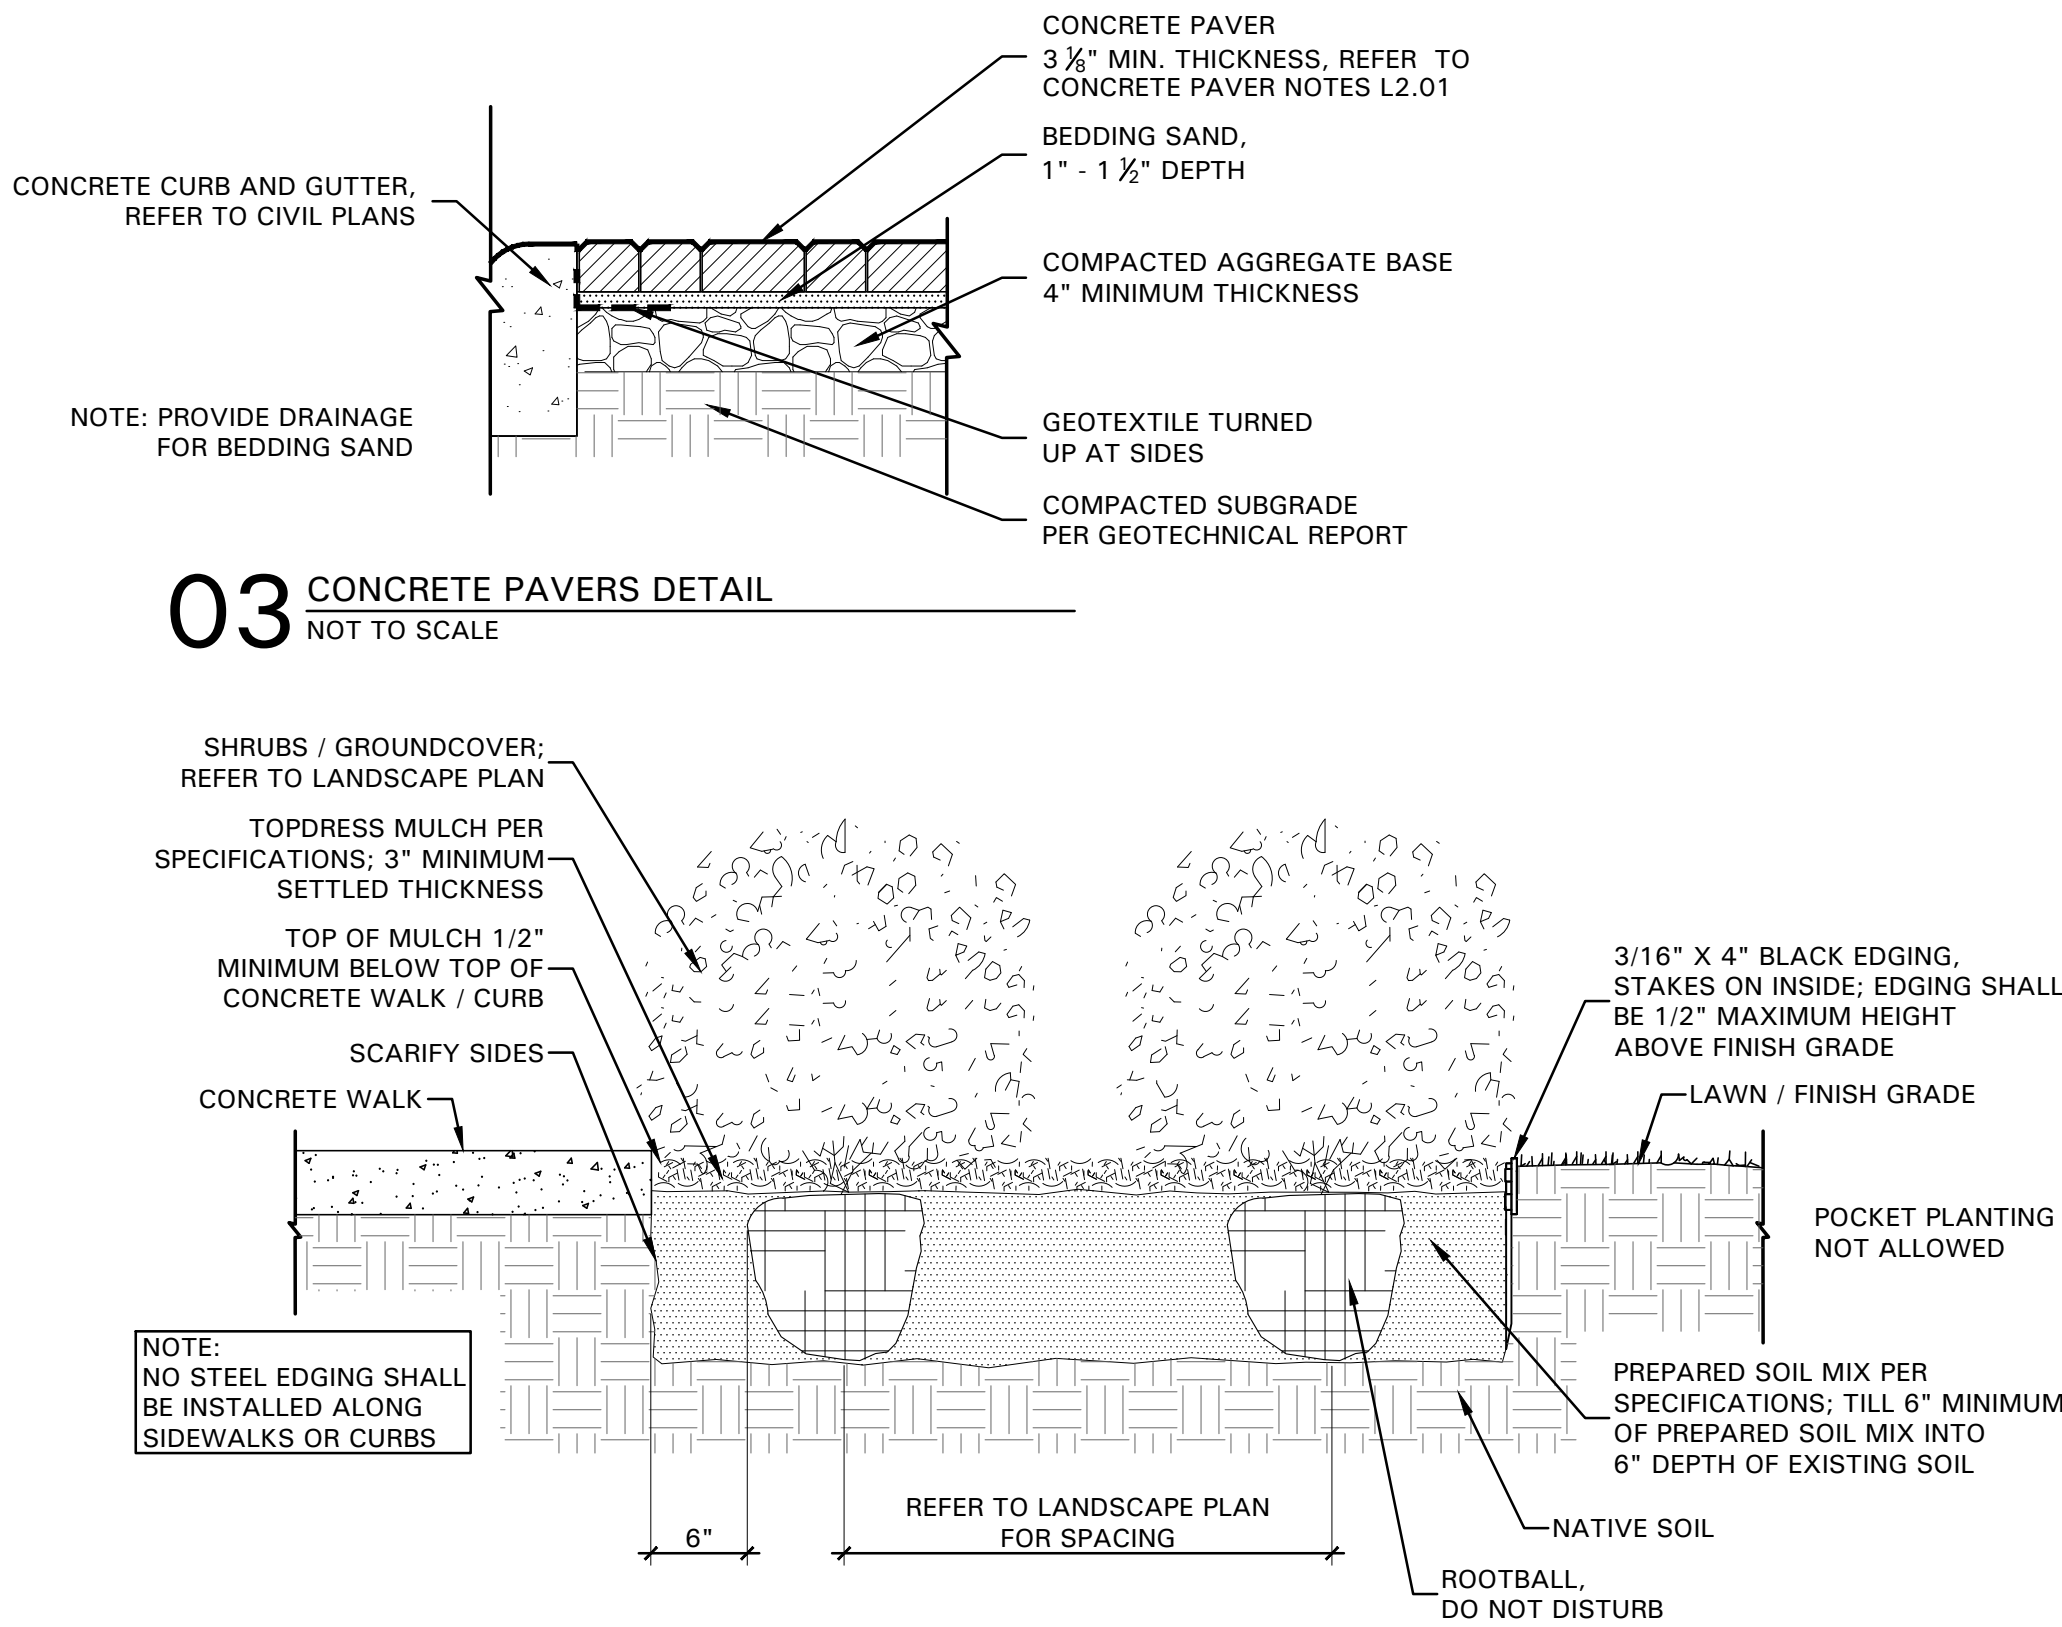 CONCRETE PAVER
3 ⅛" MIN. THICKNESS, REFER TO
CONCRETE PAVER NOTES L2.01
BEDDING SAND,
1" - 1 ½" DEPTH
CONCRETE CURB AND GUTTER,
REFER TO CIVIL PLANS
COMPACTED AGGREGATE BASE
4" MINIMUM THICKNESS
NOTE: PROVIDE DRAINAGE
FOR BEDDING SAND
GEOTEXTILE TURNED
UP AT SIDES
COMPACTED SUBGRADE
PER GEOTECHNICAL REPORT
03 CONCRETE PAVERS DETAIL
NOT TO SCALE
SHRUBS / GROUNDCOVER;
REFER TO LANDSCAPE PLAN
TOPDRESS MULCH PER
SPECIFICATIONS; 3" MINIMUM
SETTLED THICKNESS
TOP OF MULCH 1/2"
MINIMUM BELOW TOP OF
CONCRETE WALK / CURB
SCARIFY SIDES
CONCRETE WALK
3/16" X 4" BLACK EDGING,
STAKES ON INSIDE; EDGING SHALL
BE 1/2" MAXIMUM HEIGHT
ABOVE FINISH GRADE
LAWN / FINISH GRADE
POCKET PLANTING
NOT ALLOWED
NOTE:
NO STEEL EDGING SHALL
BE INSTALLED ALONG
SIDEWALKS OR CURBS
PREPARED SOIL MIX PER
SPECIFICATIONS; TILL 6" MINIMUM
OF PREPARED SOIL MIX INTO
6" DEPTH OF EXISTING SOIL
6"
REFER TO LANDSCAPE PLAN
FOR SPACING
NATIVE SOIL
ROOTBALL,
DO NOT DISTURB